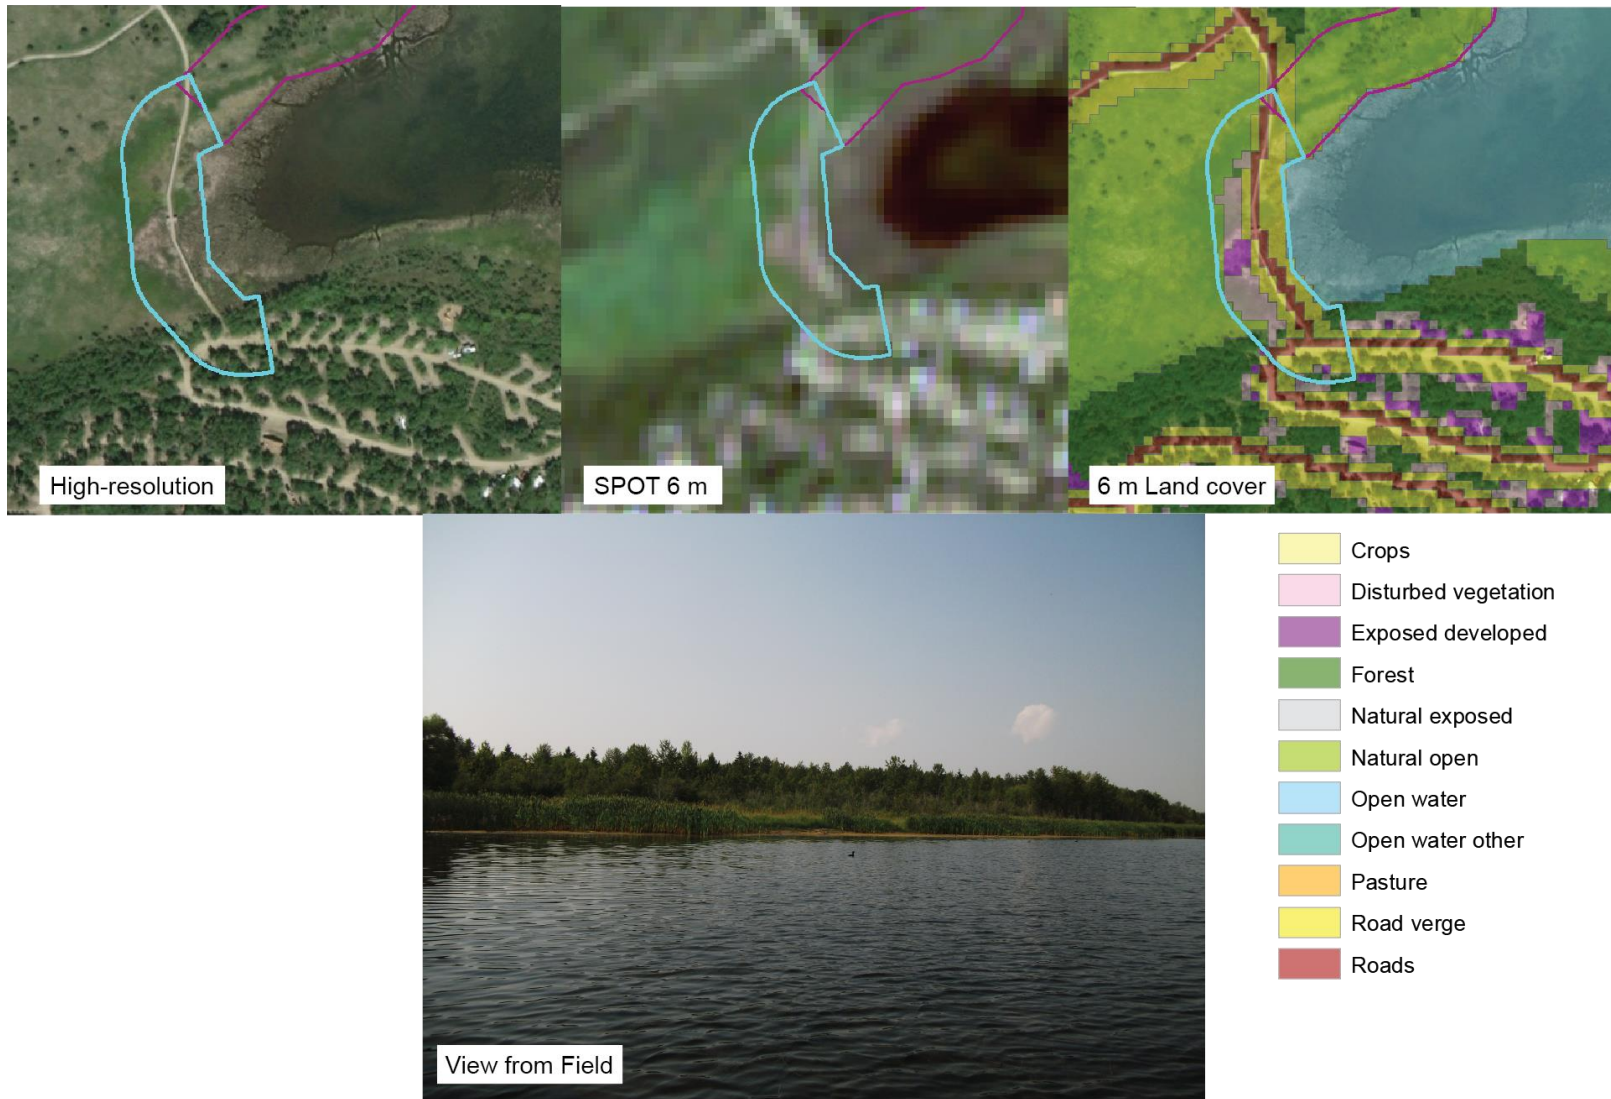 High-resolution
SPOT 6 m
6 m Land cover
View from Field
Crops
Disturbed vegetation
Exposed developed
Forest
Natural exposed
Natural open
Open water
Open water other
Pasture
Road verge
Roads